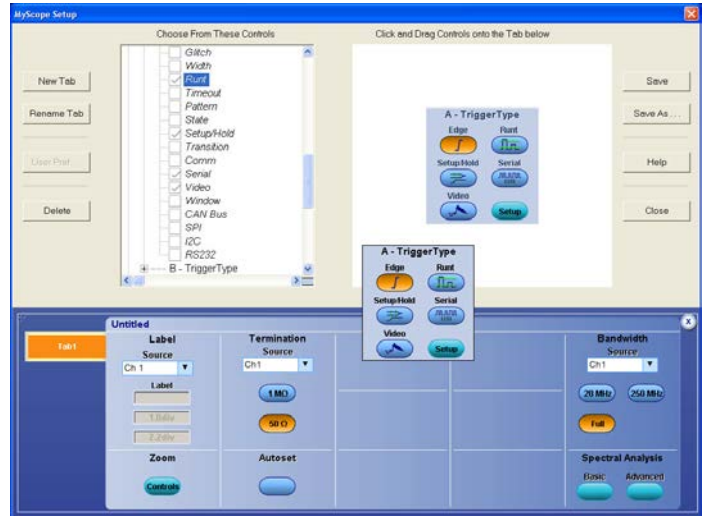 MyScope Setup
Choose From These Controls
Click and Drag Controls onto the Tab below
New Tab
Rename Tab
User Pref
Delete
Glitch
Width
Runt
Timeout
Pattern
State
Setup/Hold
Transition
Comm
Serial
Video
Window
CAN Bus
SPI
I2C
RS232
B - TriggerType
A - TriggerType
Edge Runt
Setup/Hold Serial
Video
Setup
Save
Save As . . .
Help
Close
A - TriggerType
Edge Runt
Setup/Hold Serial
Video
Setup
Tab1
Untitled
X
Label
Source
Ch 1
Label
1.0div
2.2div
Zoom
Controls
Termination
Source
Ch1
1 MΩ
50 Ω
Autoset
Bandwidth
Source
Ch1
20 MHz 250 MHz
Full
Spectral Analysis
Basic Advanced